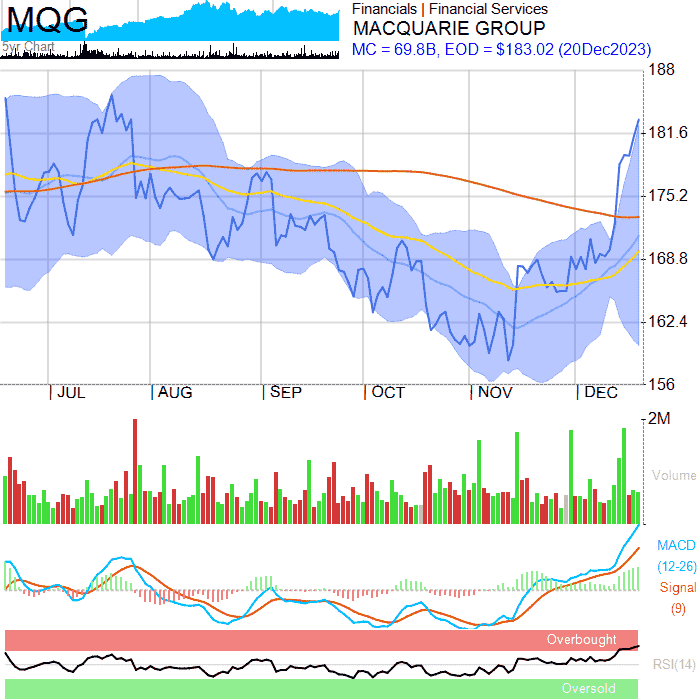 MQG
5yr Chart
Financials | Financial Services
MACQUARIE GROUP
MC = 69.8B, EOD = $183.02 (20Dec2023)
188
181.6
175.2
168.8
162.4
156
JUL AUG SEP OCT NOV DEC
2M
Volume
MACD
(12-26)
Signal
(9)
Overbought
RSI(14)
Oversold